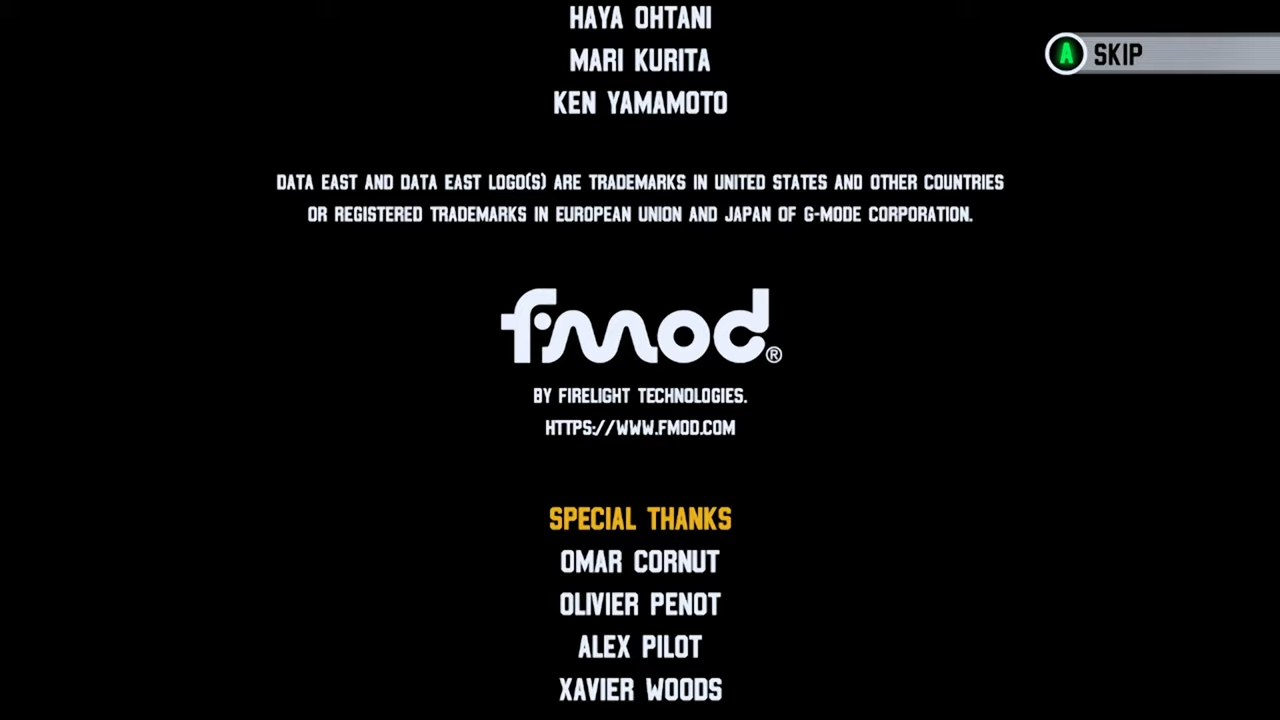 HAYA OHTANI
A SKIP
MARI KURITA
KEN YAMAMOTO
DATA EAST AND DATA EAST LOGO(S) ARE TRADEMARKS IN UNITED STATES AND OTHER COUNTRIES
OR REGISTERED TRADEMARKS IN EUROPEAN UNION AND JAPAN OF G-MODE CORPORATION.
fmod®
BY FIRELIGHT TECHNOLOGIES.
HTTPS://WWW.FMOD.COM
SPECIAL THANKS
OMAR CORNUT
OLIVIER PENOT
ALEX PILOT
XAVIER WOODS